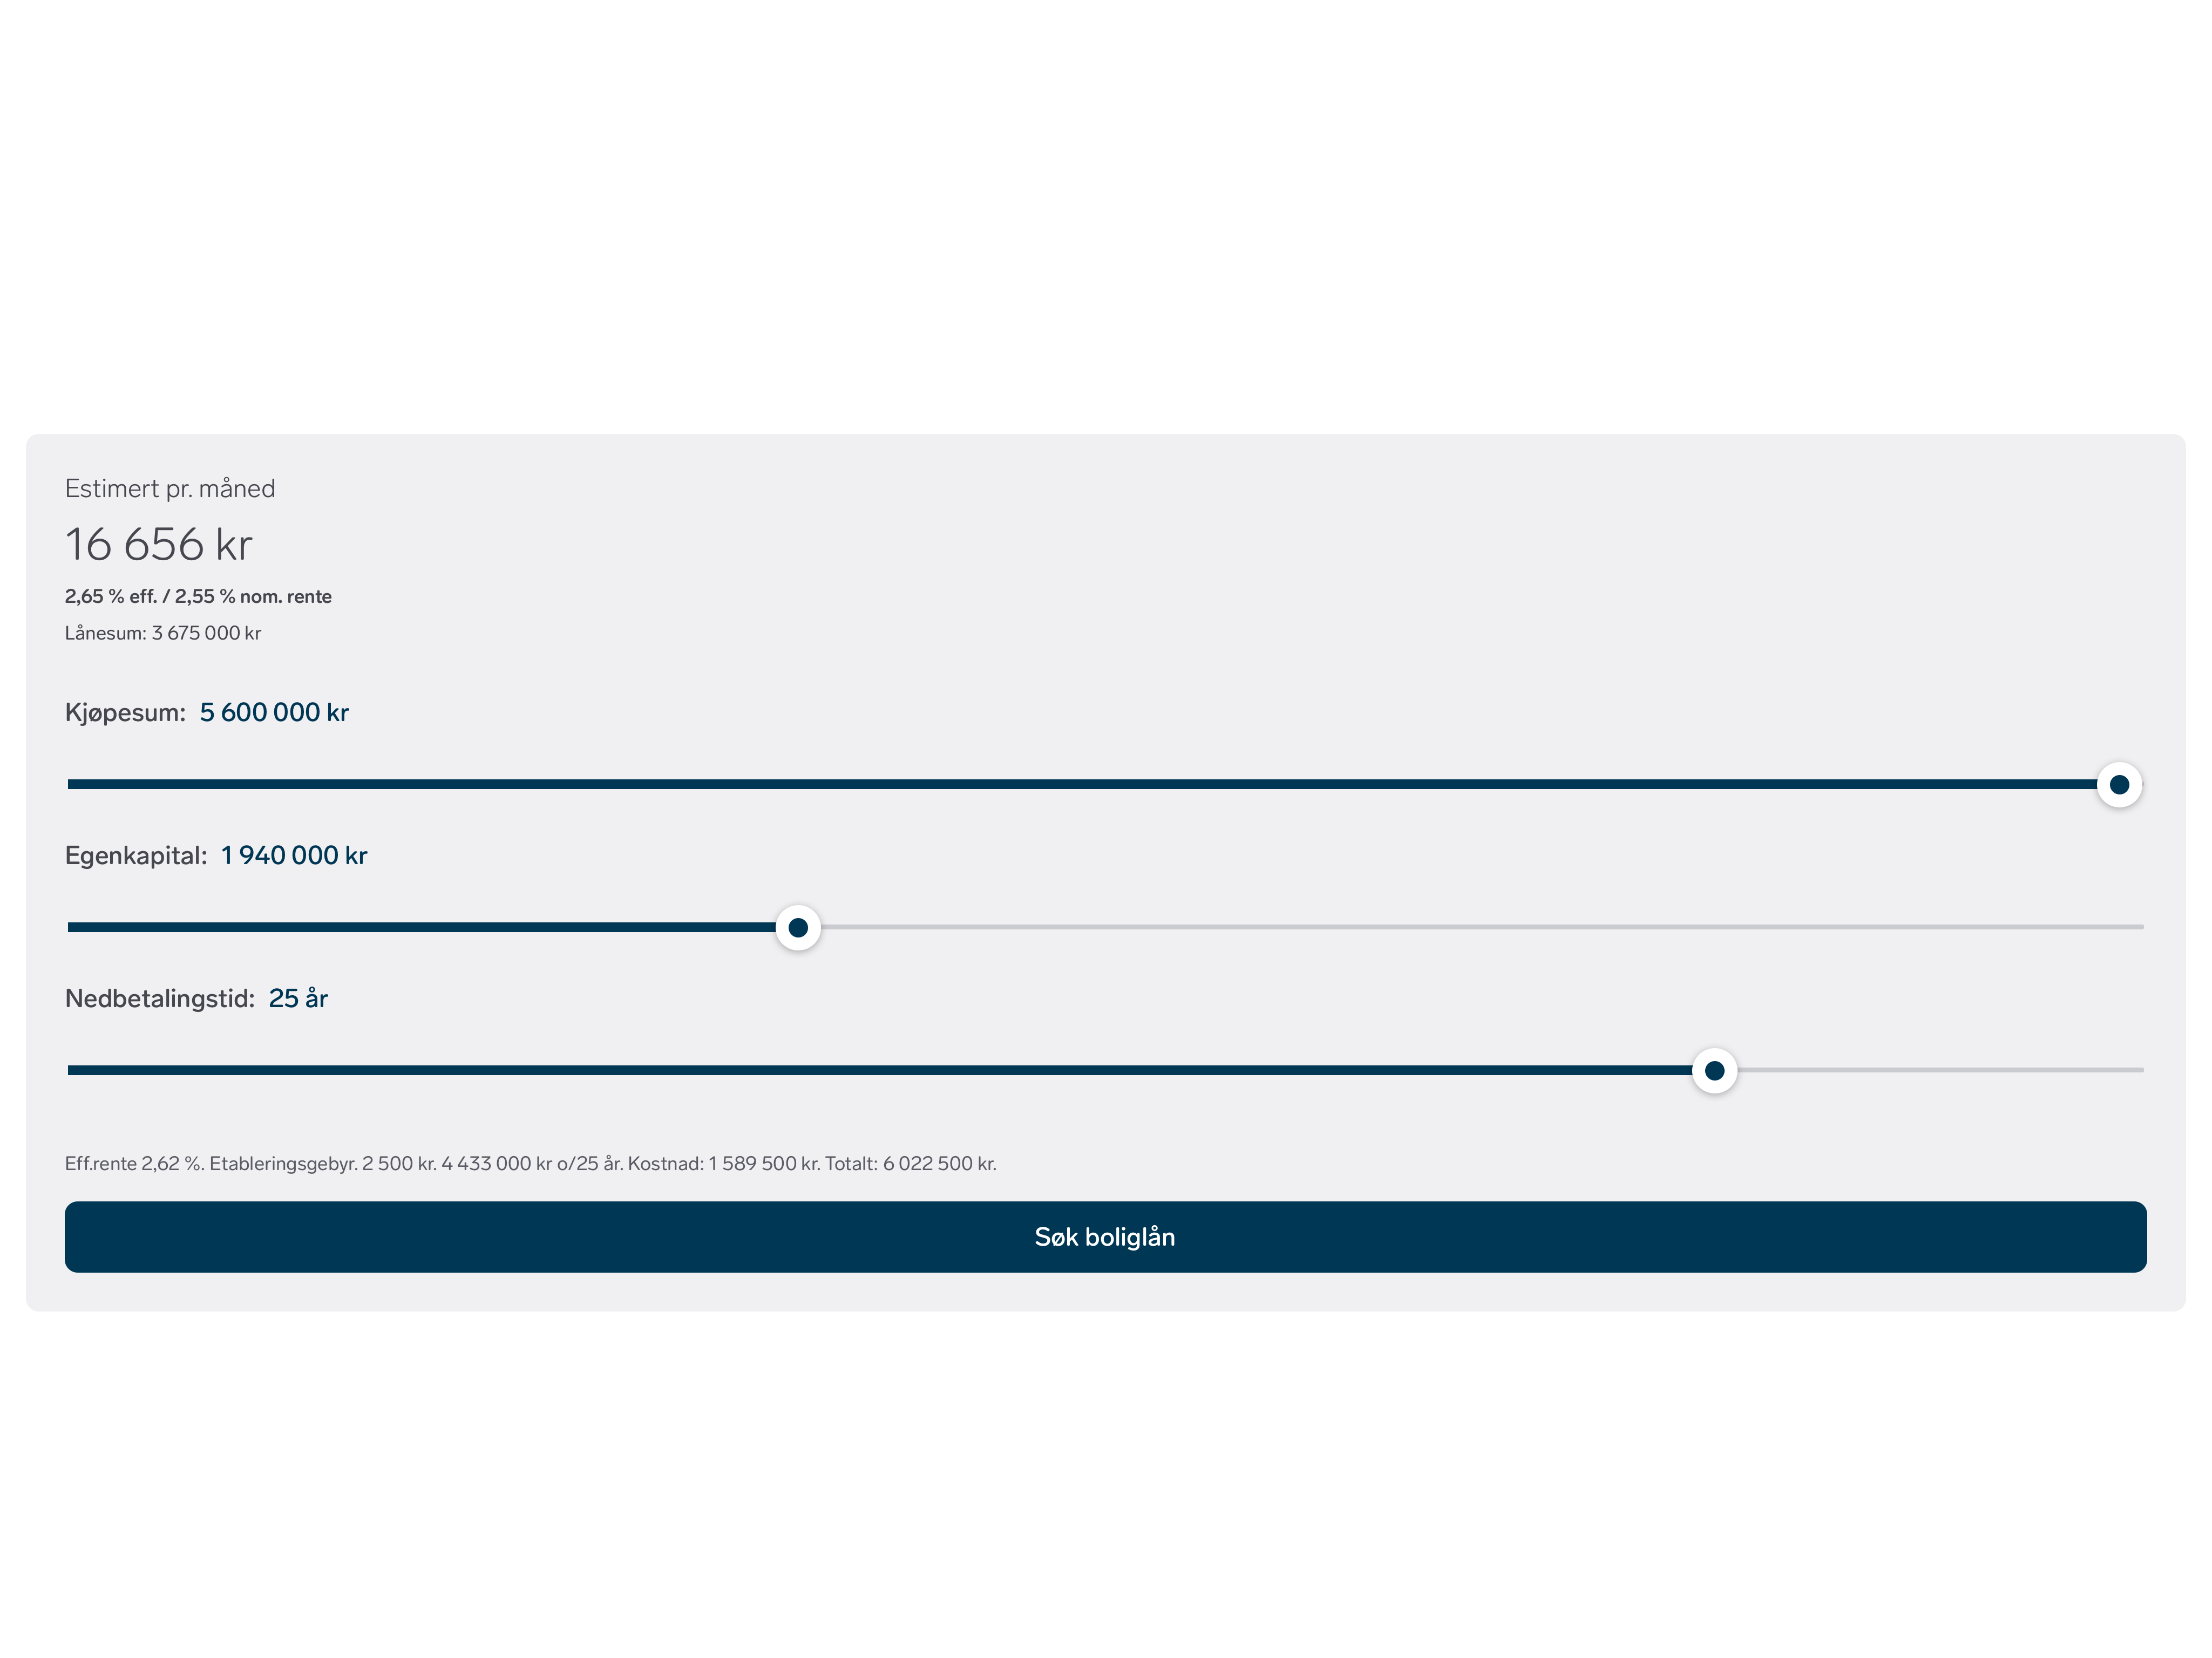 Estimert pr. måned
16 656 kr
2,65 % eff. / 2,55 % nom. rente
Lånesum: 3 675 000 kr
Kjøpesum: 5 600 000 kr
Egenkapital: 1 940 000 kr
Nedbetalingstid: 25 år
Eff.rente 2,62 %. Etableringsgebyr. 2 500 kr. 4 433 000 kr o/25 år. Kostnad: 1 589 500 kr. Totalt: 6 022 500 kr.
Søk boliglån